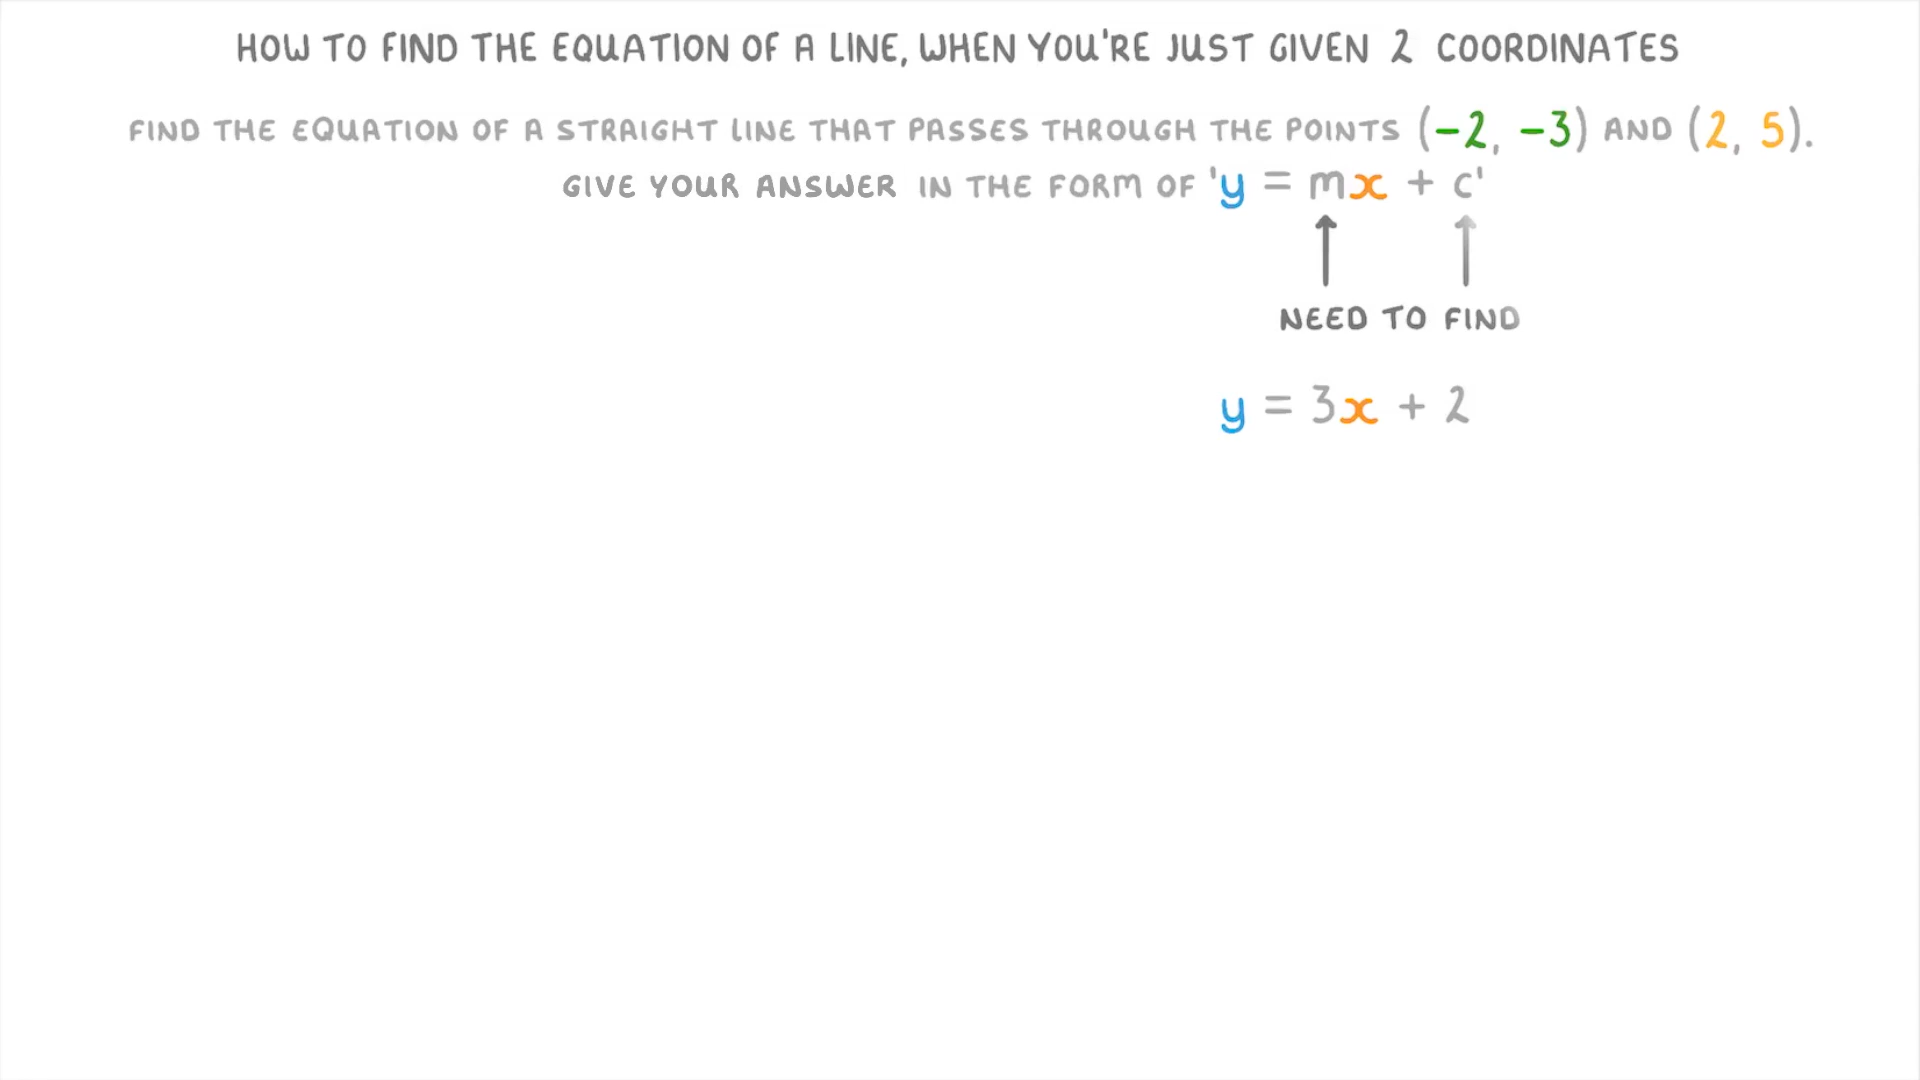 HOW TO FIND THE EQUATION OF A LINE, WHEN YOU'RE JUST GIVEN 2 COORDINATES
FIND THE EQUATION OF A STRAIGHT LINE THAT PASSES THROUGH THE POINTS (-2, -3) AND (2, 5).
GIVE YOUR ANSWER IN THE FORM OF 'y = mx + c'
NEED TO FIND
y = 3x + 2